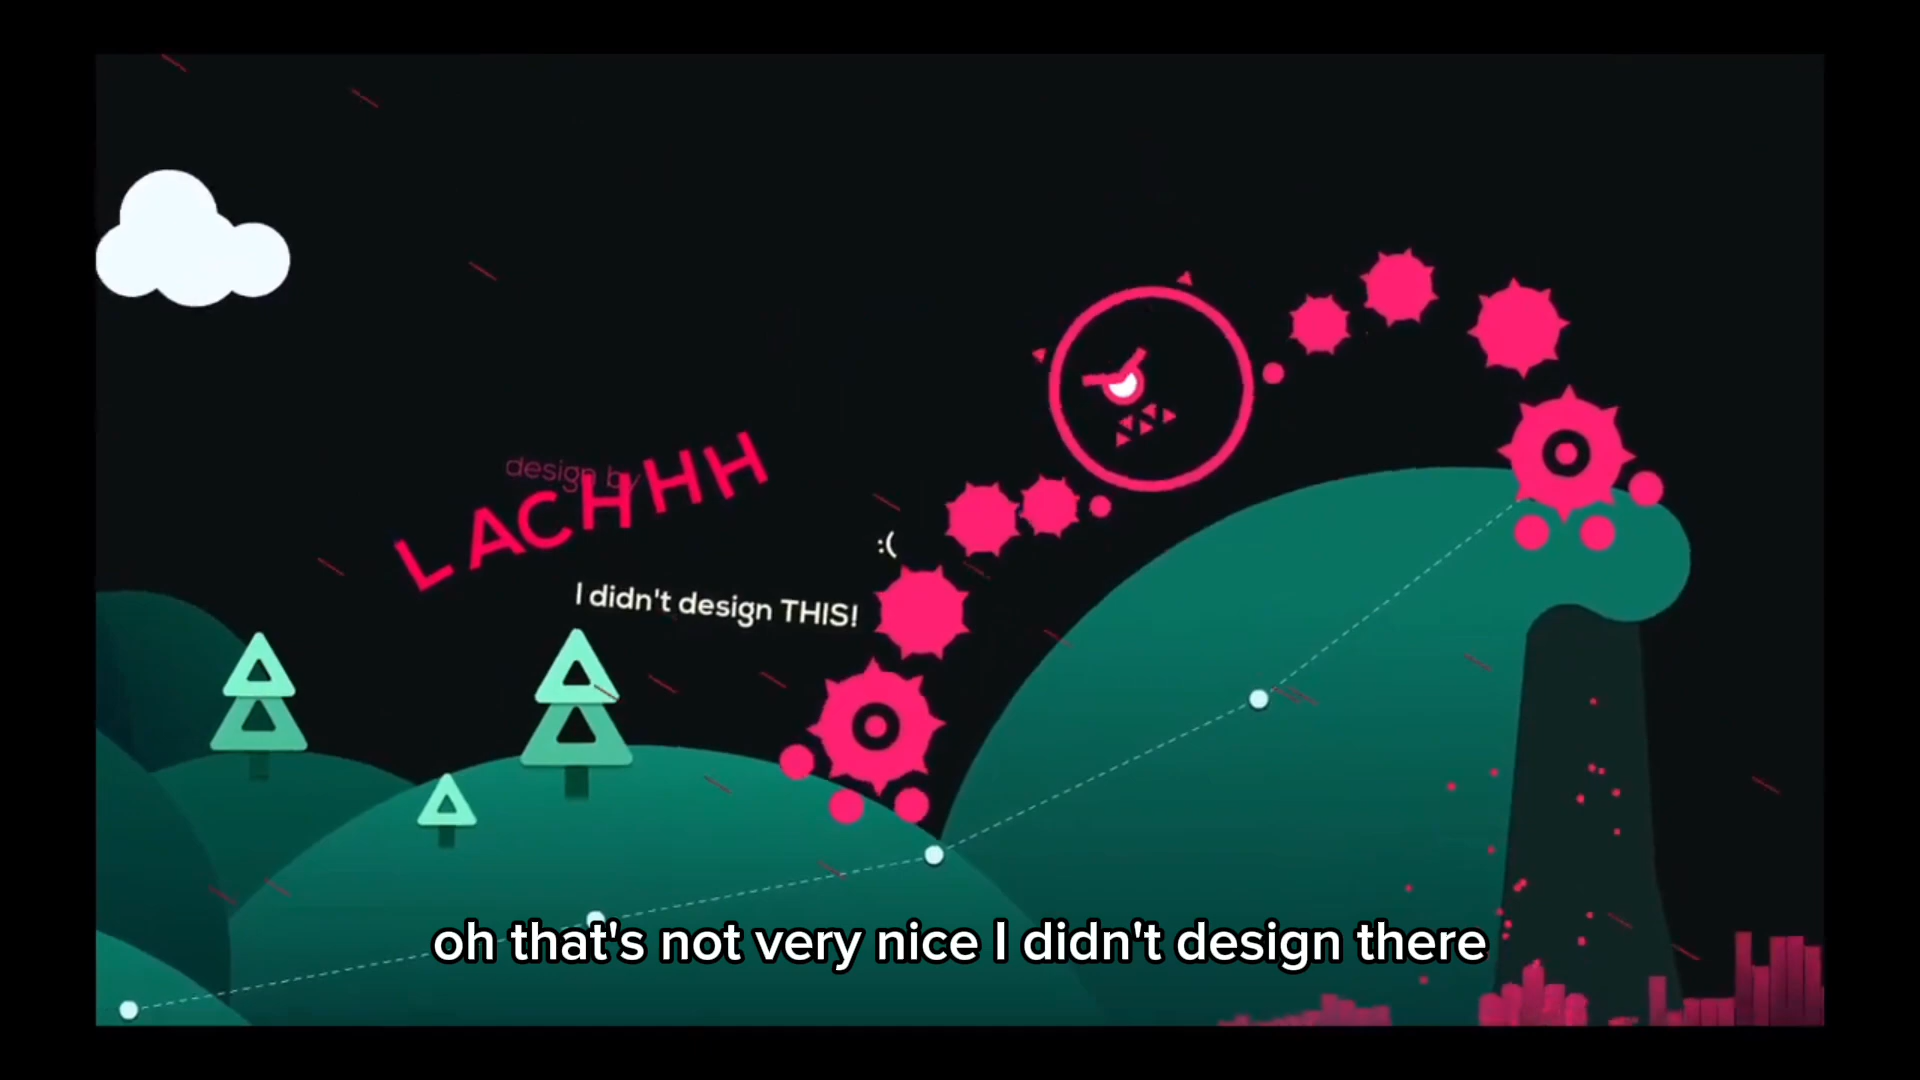 design by
LACHHH
:(
I didn't design THIS!
oh that's not very nice I didn't design there